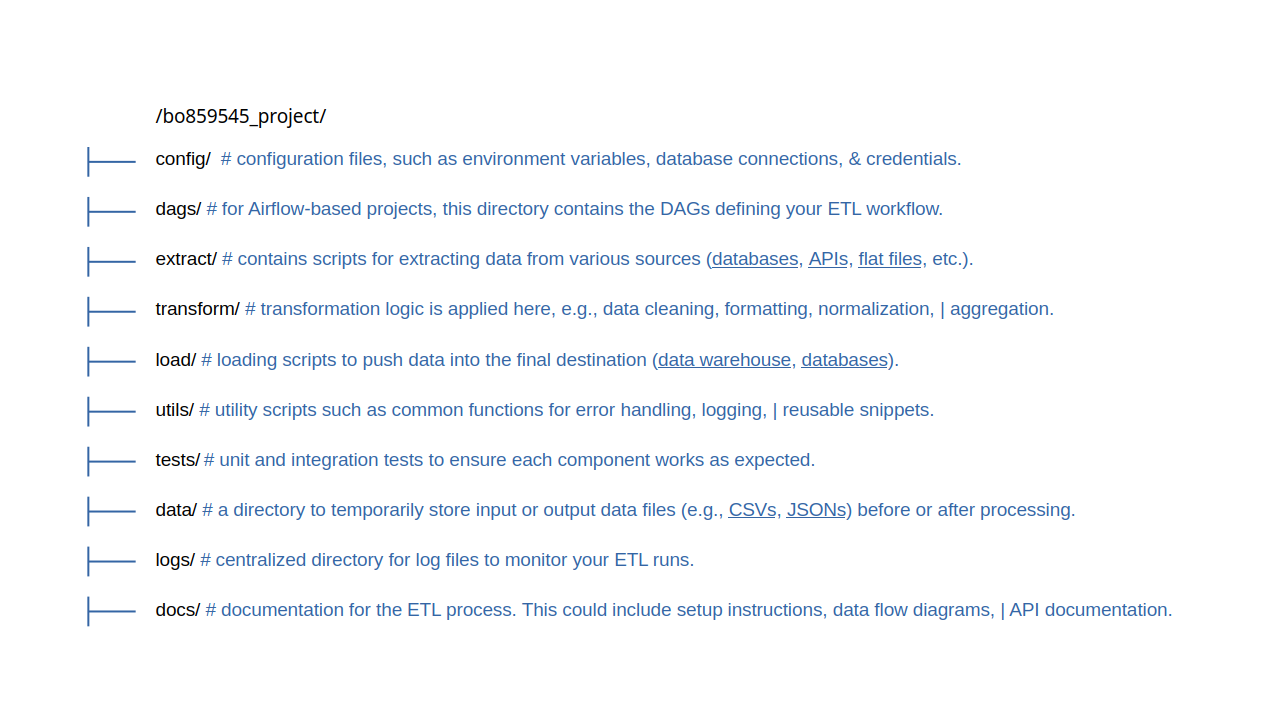 /bo859545_project/
config/ # configuration files, such as environment variables, database connections, & credentials.
dags/ # for Airflow-based projects, this directory contains the DAGs defining your ETL workflow.
extract/ # contains scripts for extracting data from various sources (databases, APIs, flat files, etc.).
transform/ # transformation logic is applied here, e.g., data cleaning, formatting, normalization, | aggregation.
load/ # loading scripts to push data into the final destination (data warehouse, databases).
utils/ # utility scripts such as common functions for error handling, logging, | reusable snippets.
tests/ # unit and integration tests to ensure each component works as expected.
data/ # a directory to temporarily store input or output data files (e.g., CSVs, JSONs) before or after processing.
logs/ # centralized directory for log files to monitor your ETL runs.
docs/ # documentation for the ETL process. This could include setup instructions, data flow diagrams, | API documentation.